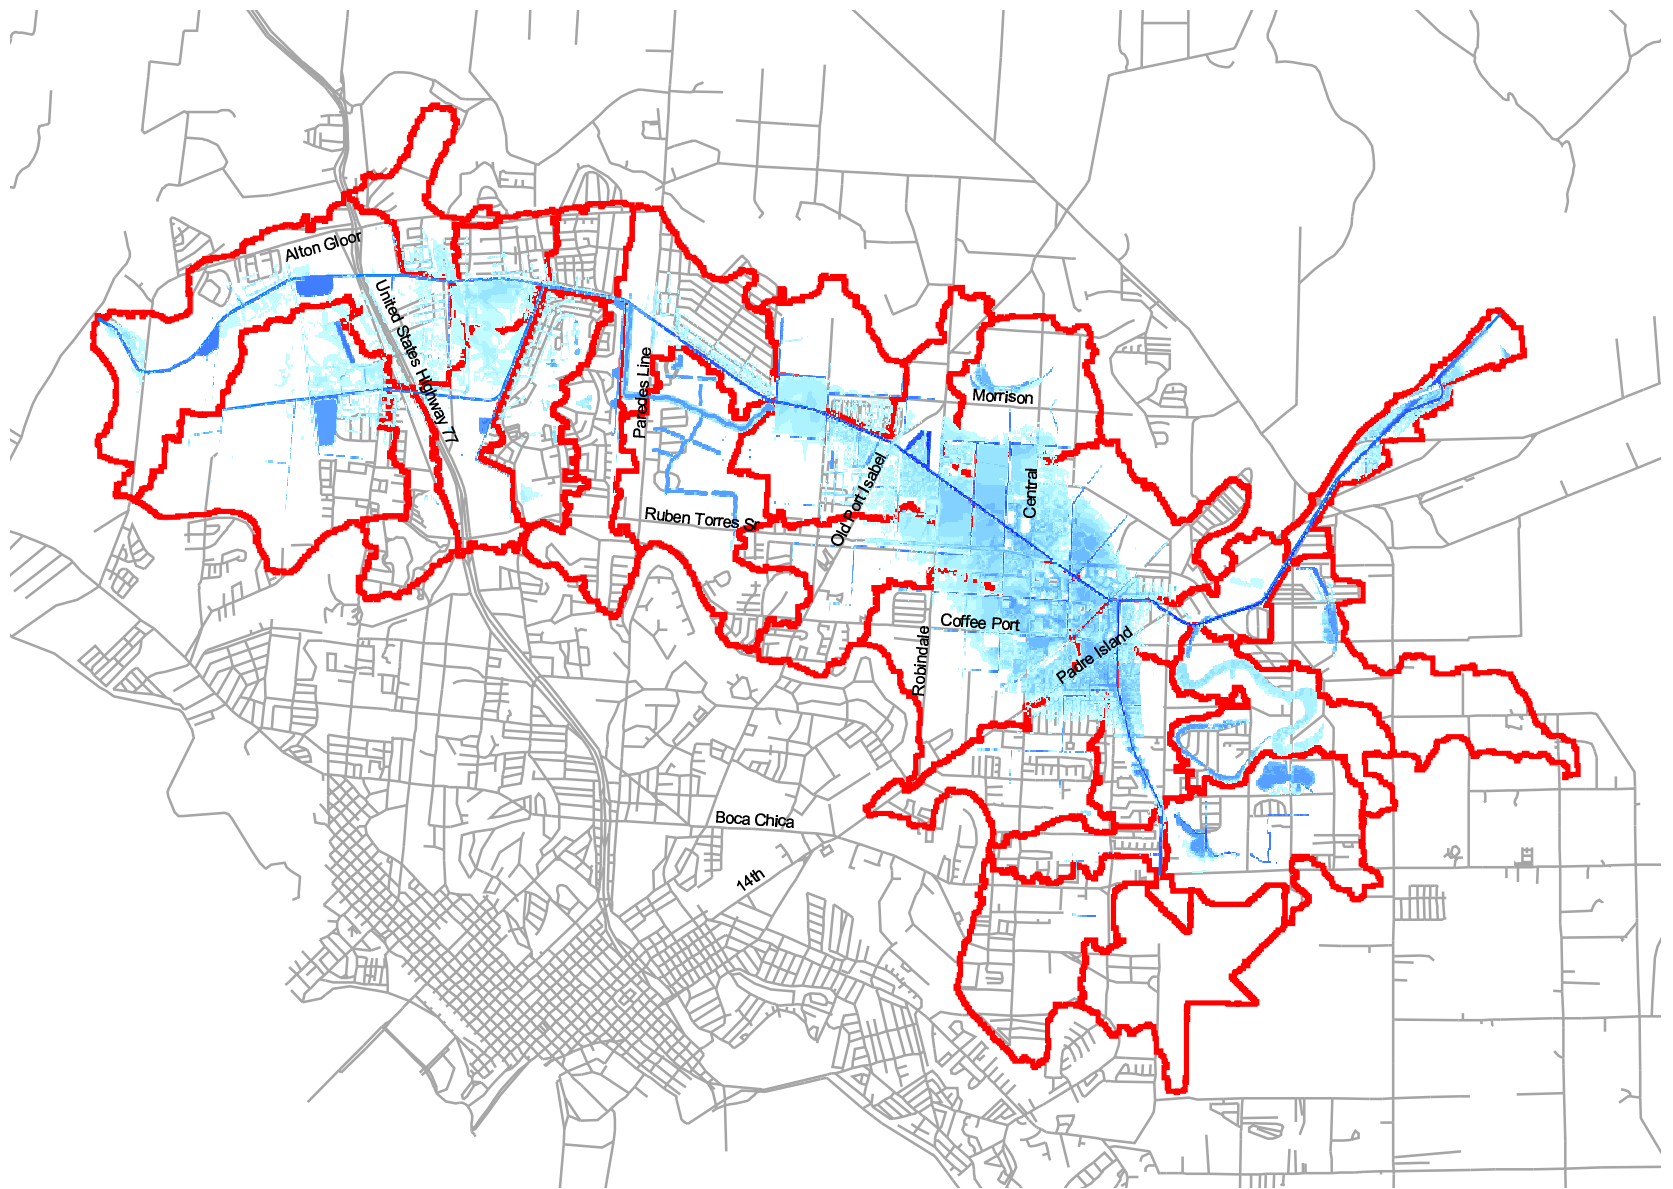 Alton Gloor
United States Highway 77
Paredes Line
Morrison
Central
Old Port Isabel
Ruben Torres Sr
Coffee Port
Padre Island
Robindale
Boca Chica
14th